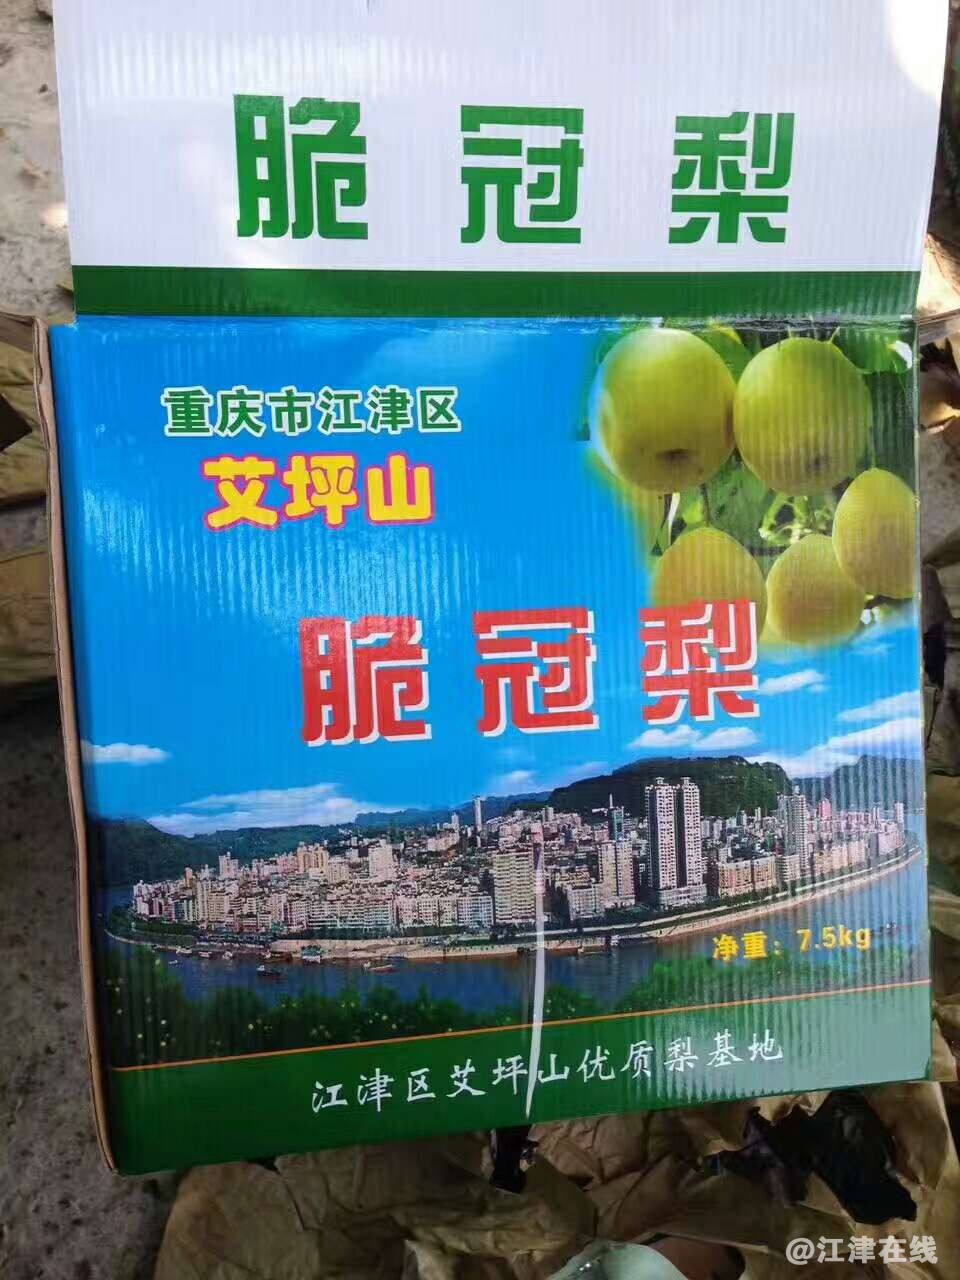 脆冠梨
重庆市江津区
艾坪山
脆冠梨
净重：7.5kg
江津区艾坪山优质梨基地
@江津在线